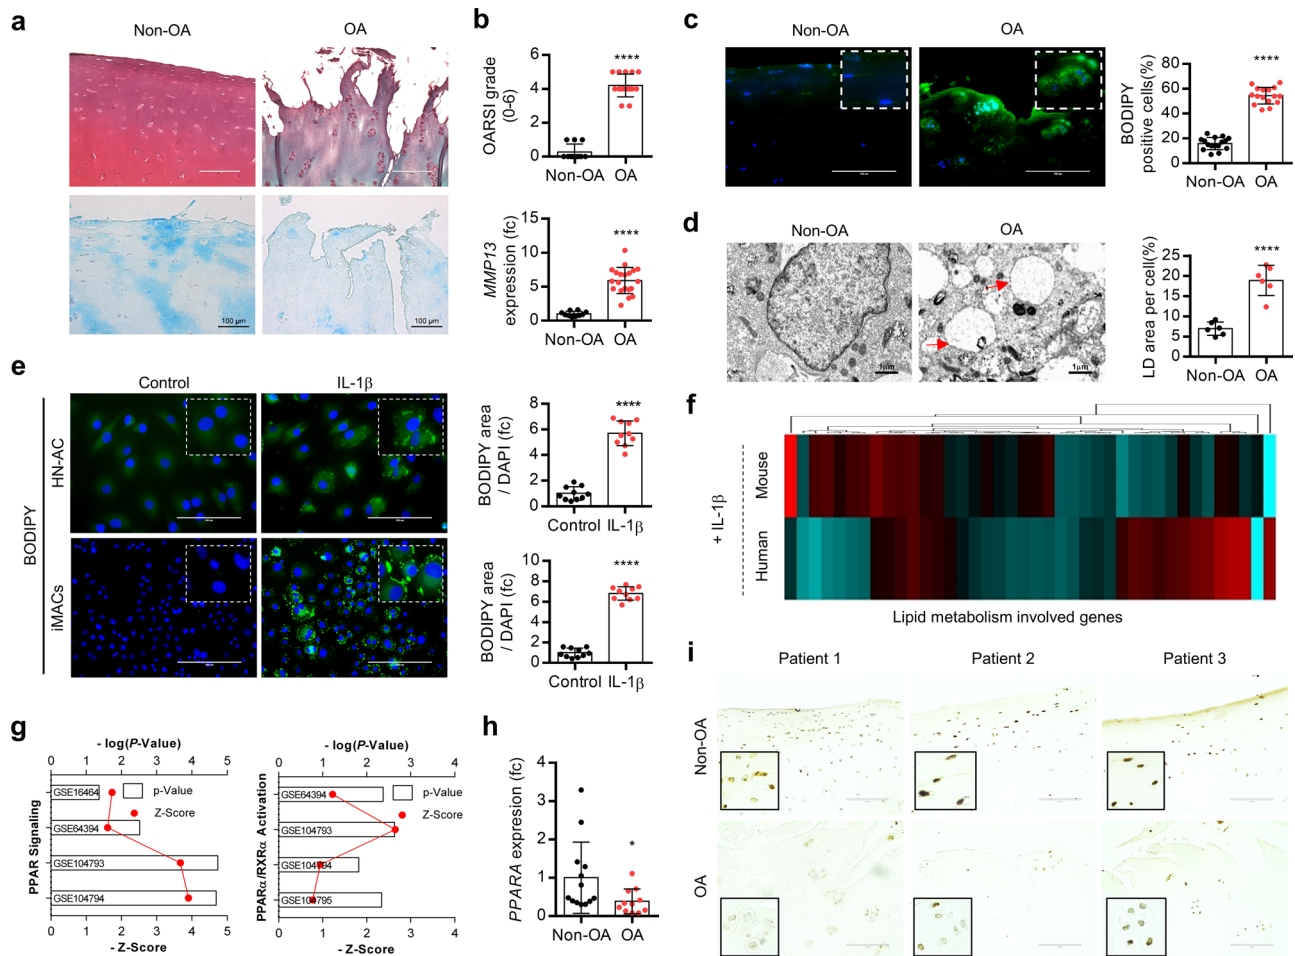 a
Non-OA
OA
100 μm
100 μm
b
OARSI grade
(0-6)
6
4
2
0
****
Non-OA
OA
MMP13
expression (fc)
15
10
5
0
****
Non-OA
OA
c
Non-OA
OA
BODIPY
positive cells(%)
80
60
40
20
0
****
Non-OA
OA
d
Non-OA
OA
1μm
1μm
LD area per cell(%)
25
20
15
10
5
0
****
Non-OA
OA
e
Control
IL-1β
BODIPY
HN-AC
iMACs
BODIPY area
/ DAPI (fc)
8
6
4
2
0
****
Control IL-1β
BODIPY area
/ DAPI (fc)
10
8
6
4
2
0
****
Control IL-1β
f
+ IL-1β
Mouse
Human
Lipid metabolism involved genes
g
- log(P-Value)
0 1 2 3 4 5
PPAR Signaling
GSE16464
GSE64394
GSE104793
GSE104794
p-Value
Z-Score
0 1 2 3 4 5
- Z-Score
- log(P-Value)
0 1 2 3 4
PPARα/RXRα Activation
GSE64394
GSE104793
GSE104794
GSE104795
p-Value
Z-Score
0 1 2 3 4
- Z-Score
h
PPARA expresion (fc)
4
3
2
1
0
*
Non-OA
OA
i
Patient 1
Patient 2
Patient 3
Non-OA
OA